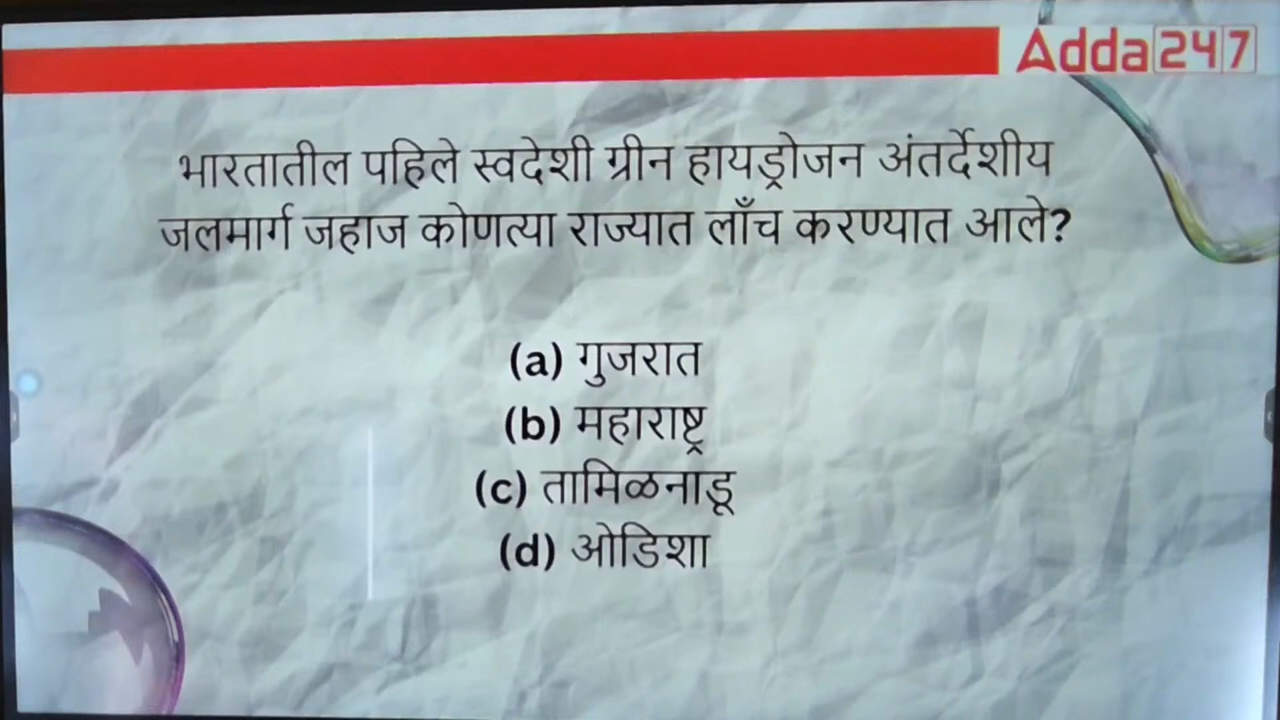 Adda247
भारतातील पहिले स्वदेशी ग्रीन हायड्रोजन अंतर्देशीय
जलमार्ग जहाज कोणत्या राज्यात लाँच करण्यात आले?
(a) गुजरात
(b) महाराष्ट्र
(c) तामिळनाडू
(d) ओडिशा